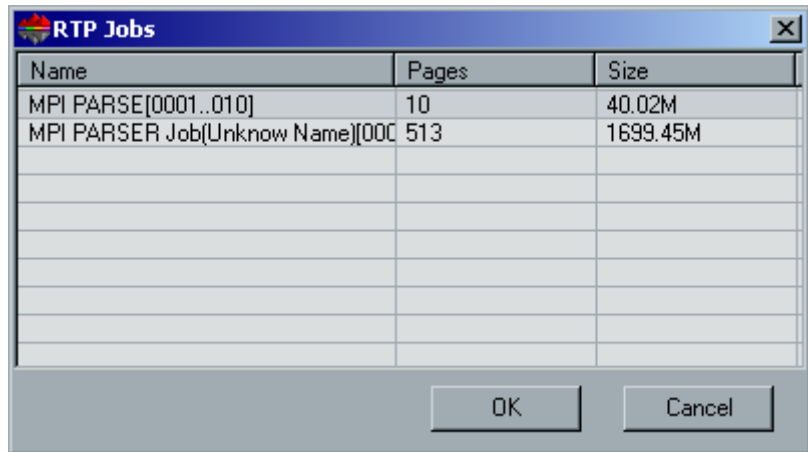 RTP Jobs
Name Pages Size
MPI PARSE[0001..010] 10 40.02M
MPI PARSER Job(Unknow Name)[000 513 1699.45M
OK Cancel